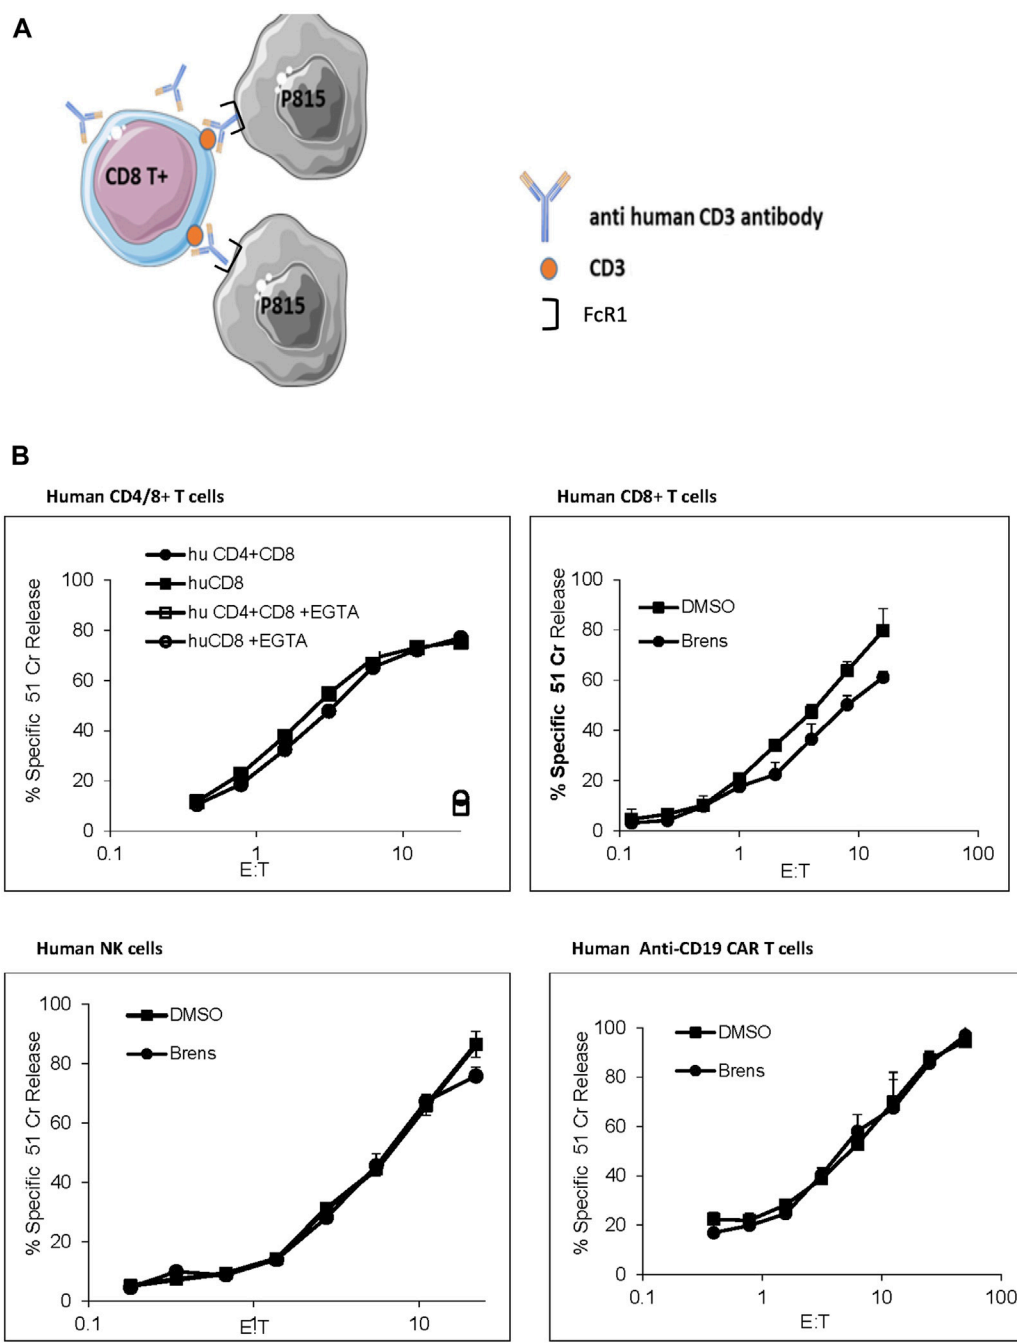 A
P815
CD8 T+
P815
anti human CD3 antibody
CD3
FcR1
B
Human CD4/8+ T cells
hu CD4+CD8
huCD8
hu CD4+CD8 +EGTA
huCD8 +EGTA
% Specific 51 Cr Release
100
80
60
40
20
0
0.1
1
10
E:T
Human CD8+ T cells
DMSO
Brens
% Specific 51 Cr Release
100
80
60
40
20
0
0.1
1
10
100
E:T
Human NK cells
DMSO
Brens
% Specific 51 Cr Release
100
80
60
40
20
0
0.1
1
10
E:T
Human Anti-CD19 CAR T cells
DMSO
Brens
% Specific 51 Cr Release
100
80
60
40
20
0
0.1
1
10
100
E:T